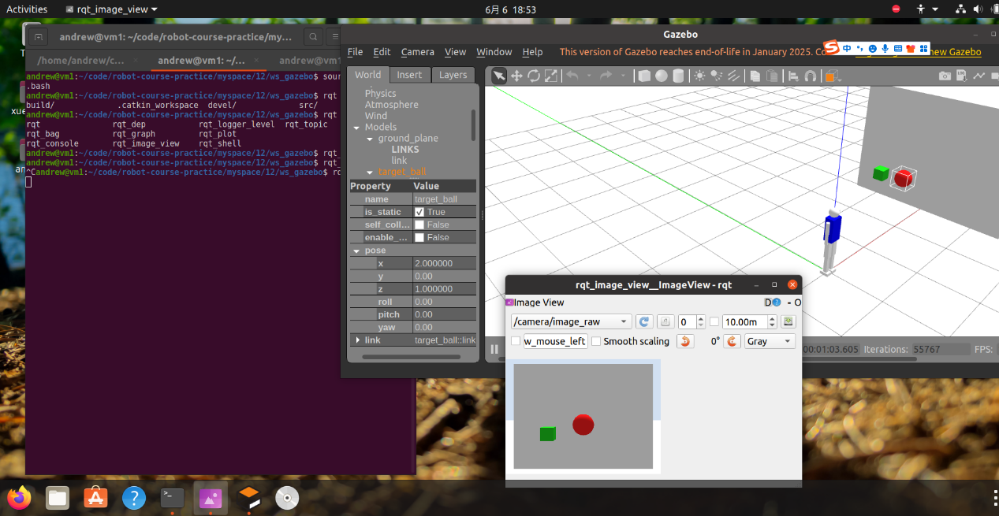 Activities
rqt_image_view
6月 6 18:53
andrew@vm1: ~/code/robot-course-practice/my...
/home/andrew/c...
andrew@vm1: ~/...
andrew@vm1
andrew@vm1:~/code/robot-course-practice/myspace/12/ws_gazebo$ sour
.bash
andrew@vm1:~/code/robot-course-practice/myspace/12/ws_gazebo$ rqt
build/ .catkin_workspace devel/ src/
andrew@vm1:~/code/robot-course-practice/myspace/12/ws_gazebo$ rqt
rqt rqt_dep rqt_logger_level rqt_topic
rqt_bag rqt_graph rqt_plot
rqt_console rqt_image_view rqt_shell
andrew@vm1:~/code/robot-course-practice/myspace/12/ws_gazebo$ rqt_
andrew@vm1:~/code/robot-course-practice/myspace/12/ws_gazebo$ rqt_
^Candrew@vm1:~/code/robot-course-practice/myspace/12/ws_gazebo$
xue
an
Gazebo
File Edit Camera View Window Help
This version of Gazebo reaches end-of-life in January 2025. Co
new Gazebo
中
World Insert Layers
Physics
Atmosphere
Wind
Models
ground_plane
LINKS
link
target_ball
Property Value
name target_ball
is_static True
self_coll... False
enable_... False
pose
x 2.000000
y 0.00
z 1.000000
roll 0.00
pitch 0.00
yaw 0.00
link target_ball::link
00:01:03.605 Iterations: 55767 FPS:
rqt_image_view__ImageView - rqt
Image View
D ? - O
/camera/image_raw 0 10.00m
w_mouse_left Smooth scaling 0° Gray